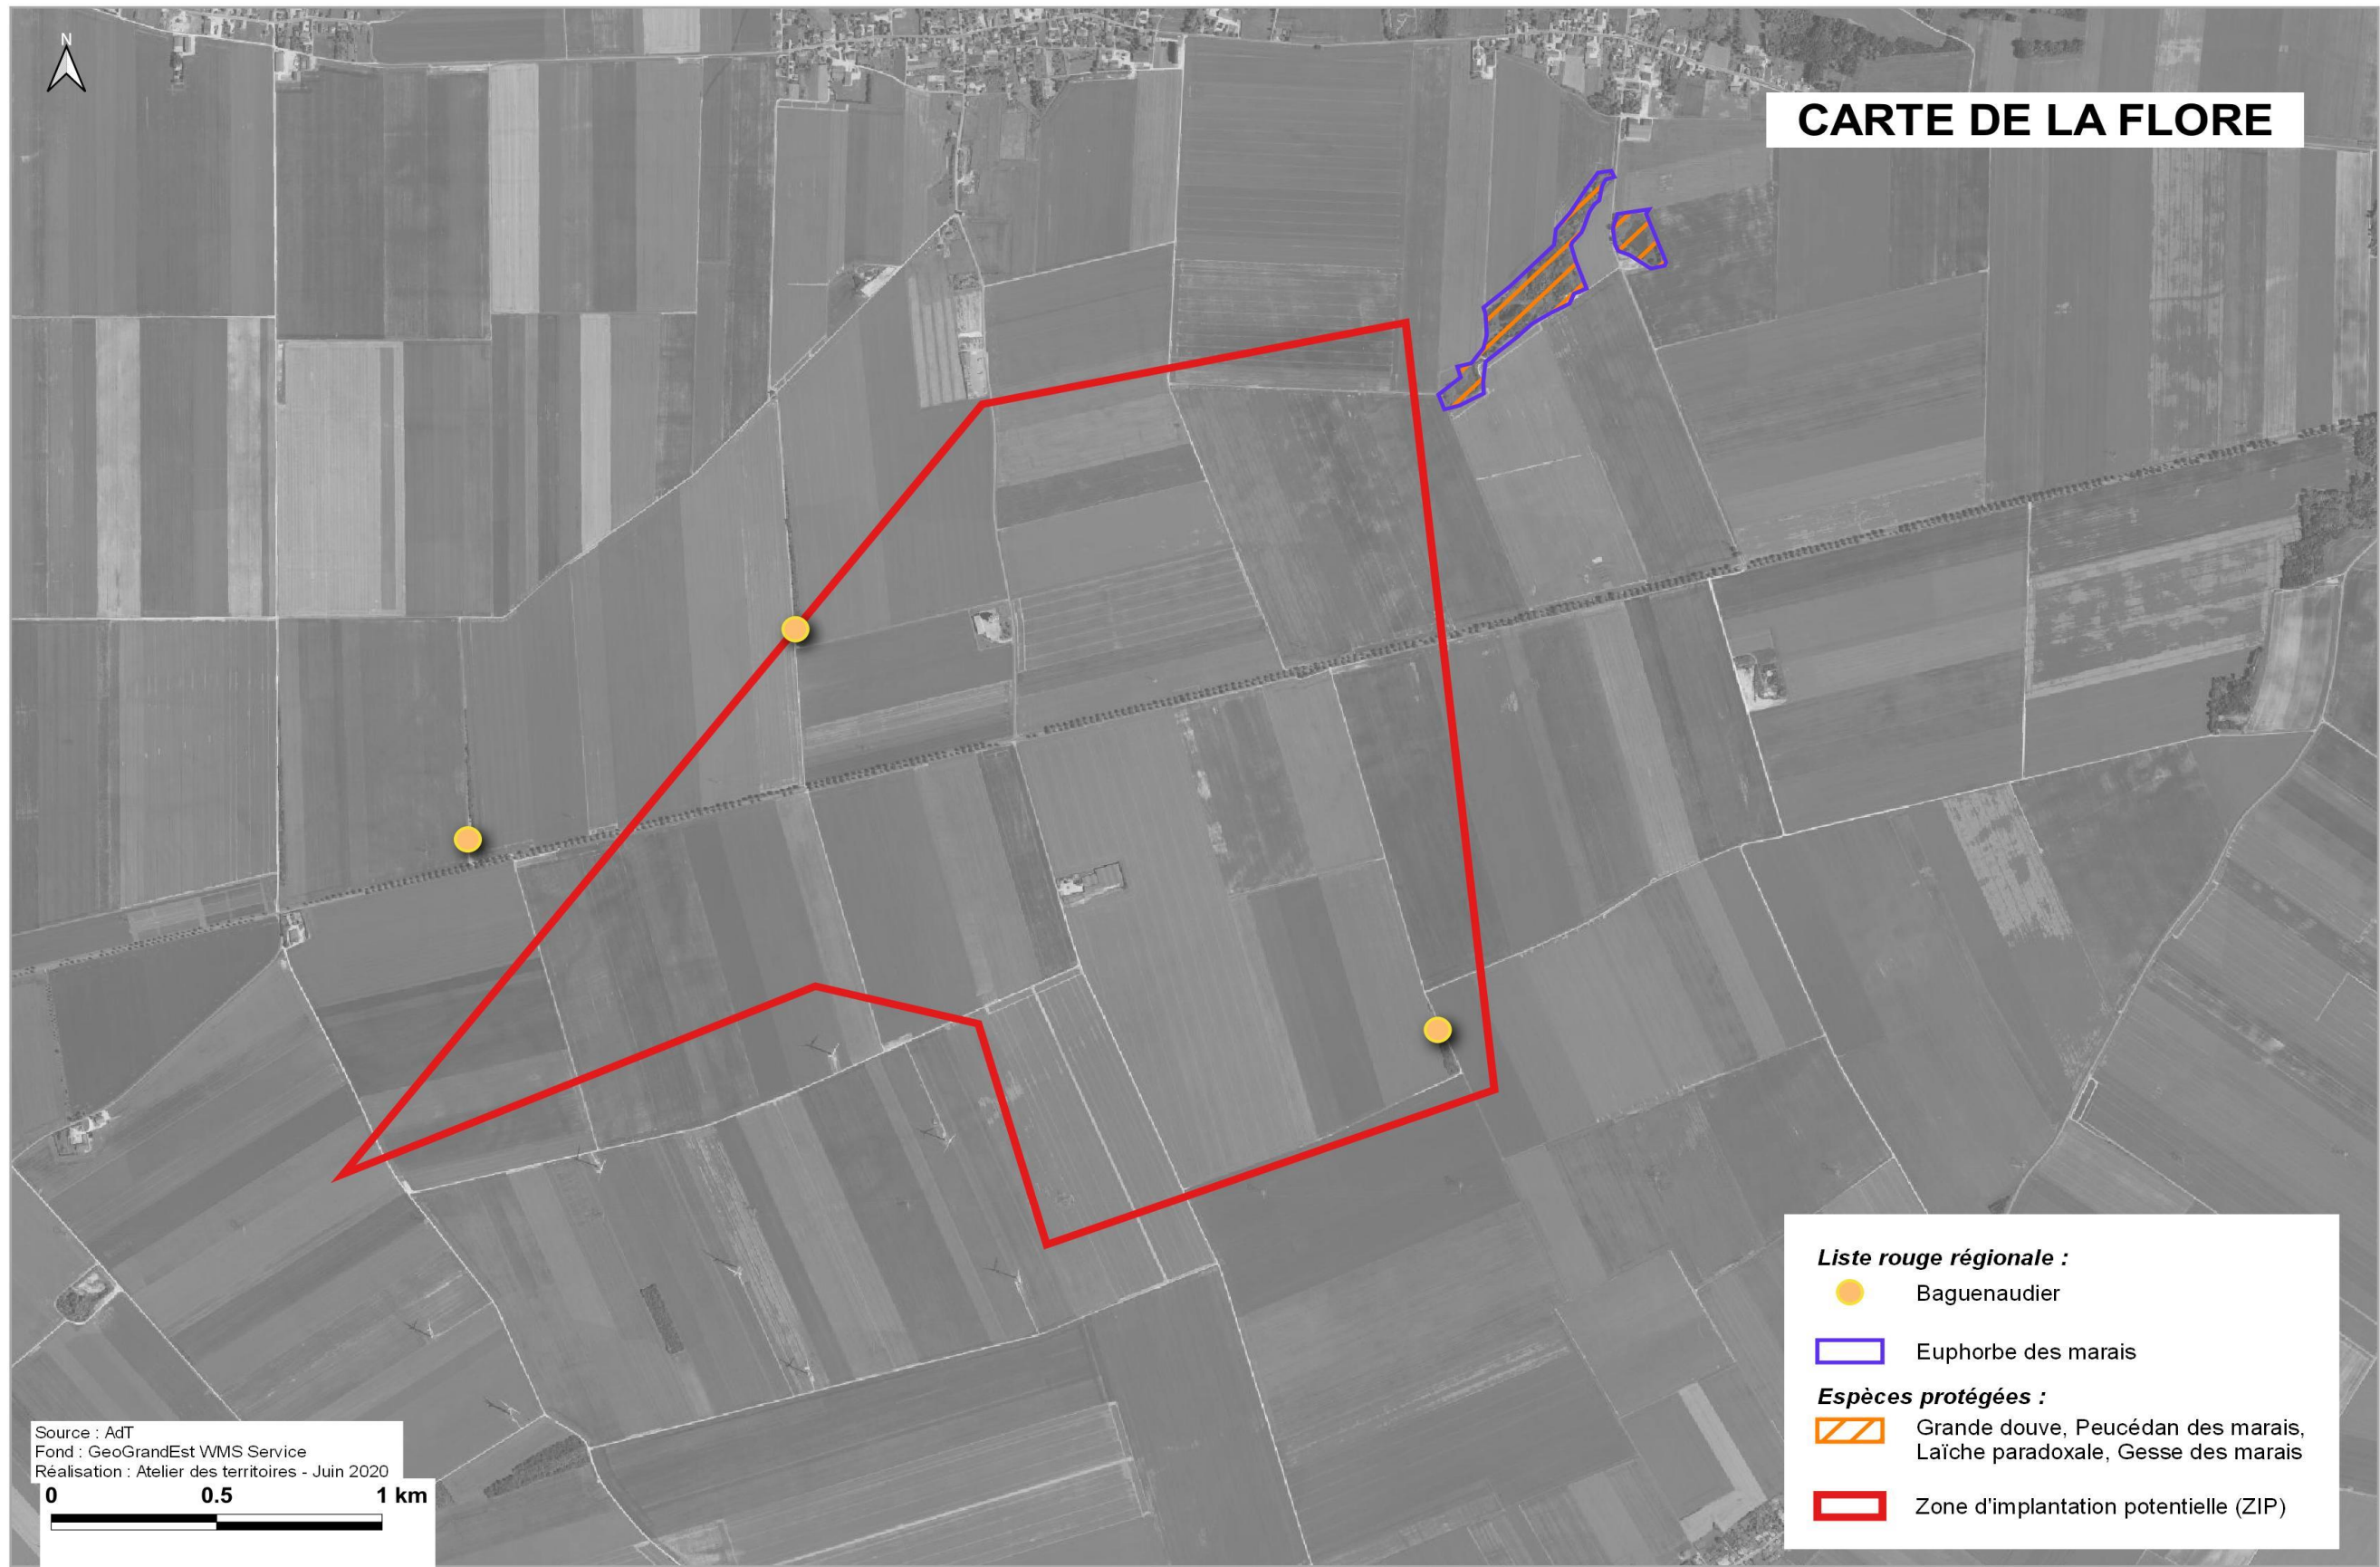 N
CARTE DE LA FLORE
Liste rouge régionale :
Baguenaudier
Euphorbe des marais
Espèces protégées :
Grande douve, Peucédan des marais,
Laïche paradoxale, Gesse des marais
Zone d'implantation potentielle (ZIP)
Source : AdT
Fond : GeoGrandEst WMS Service
Réalisation : Atelier des territoires - Juin 2020
0 0.5 1 km